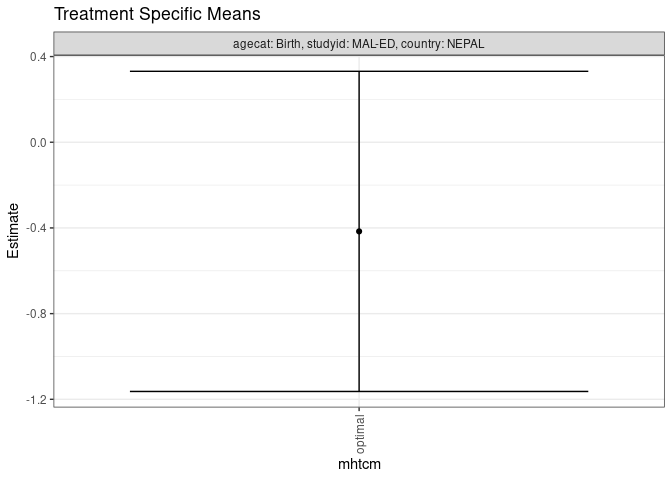 Treatment Specific Means
agecat: Birth, studyid: MAL-ED, country: NEPAL
0.4
0.0
-0.4
-0.8
-1.2
Estimate
optimal
mhtcm